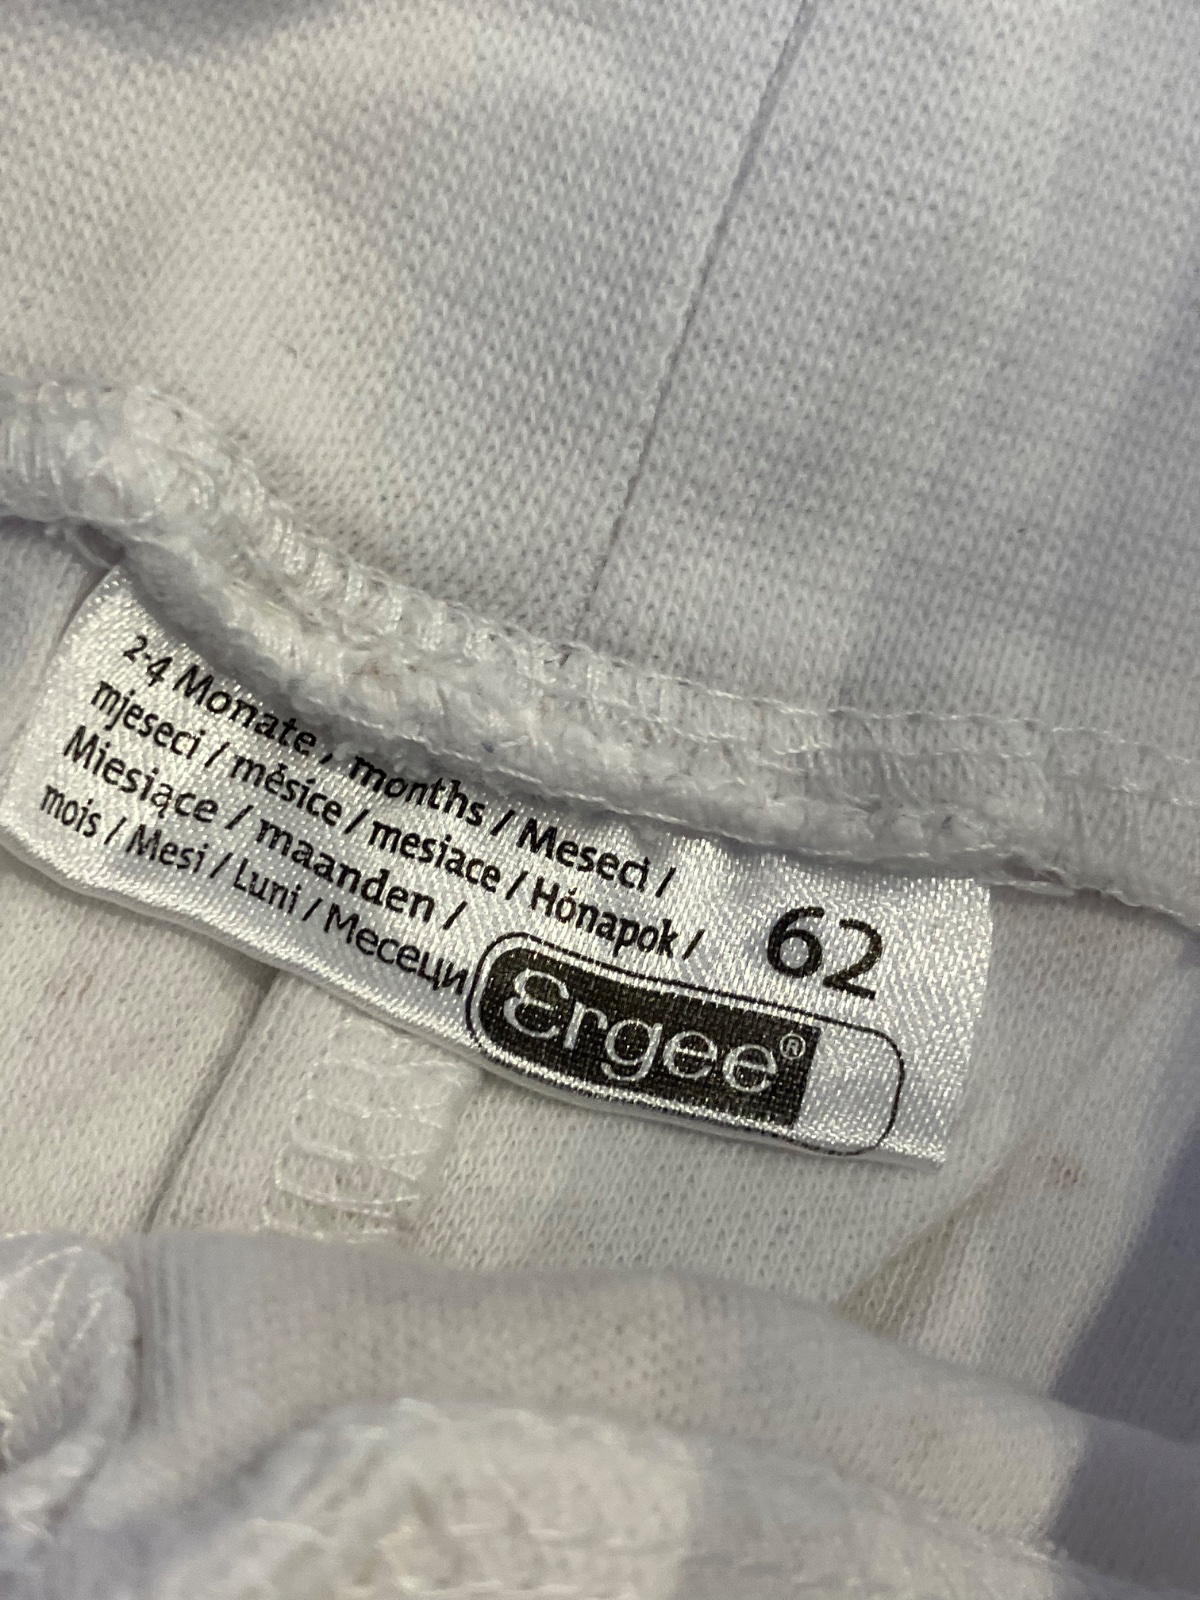 2-4 Monate / months / Meseci /
mjeseci / měsíce / mesiace / Hónapok /
Miesiące / maanden /
mois / Mesi / Luni / Месеци
62
Ergee®